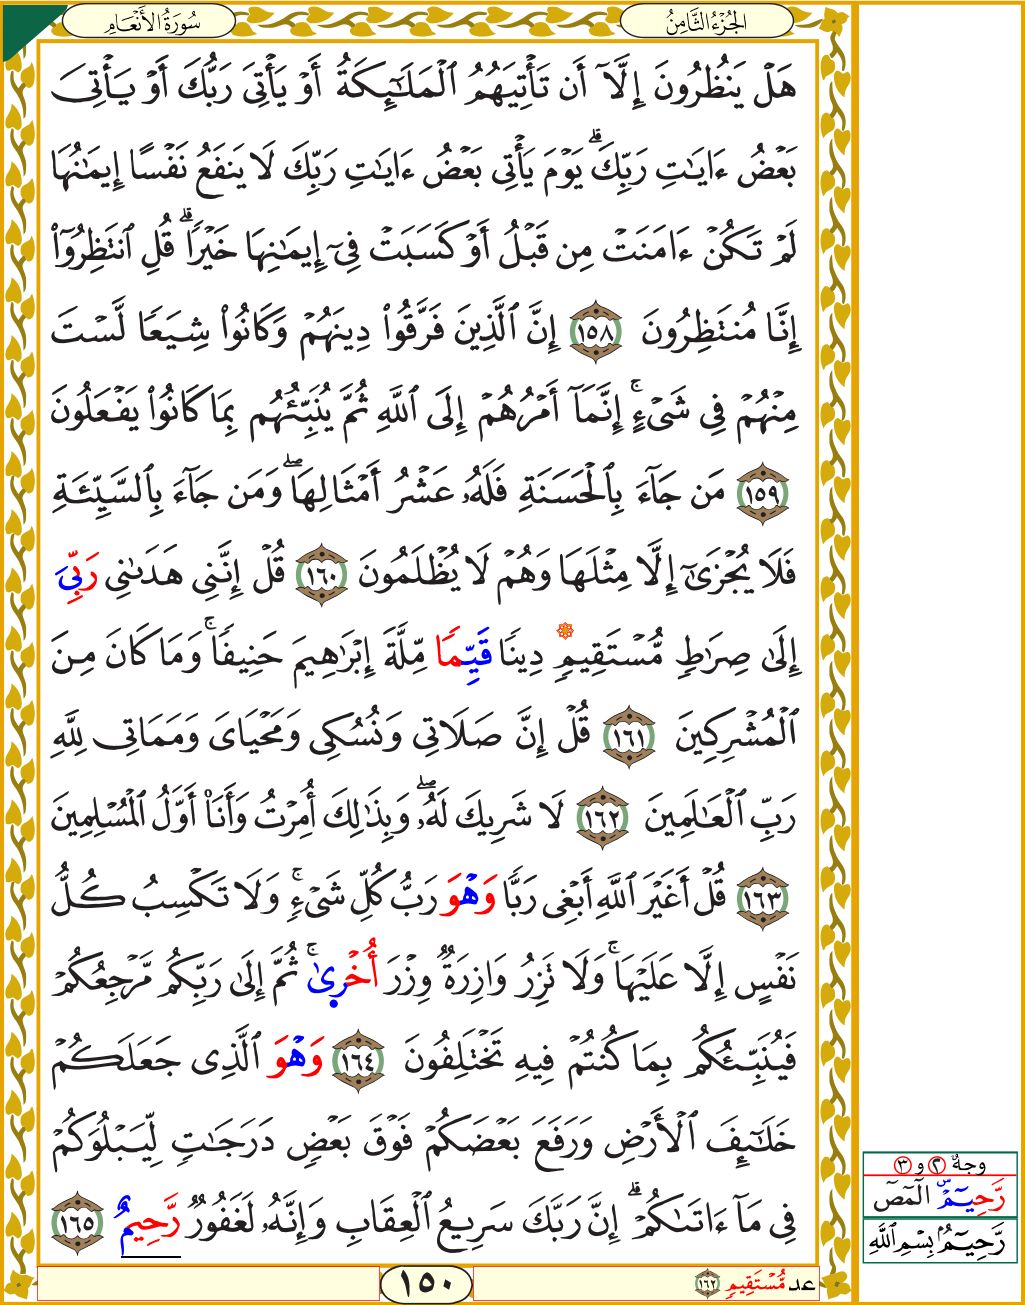 الجُزْءُ الثَّامِنُ
سُورَةُ الأَنْعَامِ
هَلْ يَنظُرُونَ إِلَّآ أَن تَأْتِيَهُمُ ٱلْمَلَـٰٓئِكَةُ أَوْ يَأْتِىَ رَبُّكَ أَوْ يَأْتِىَ
بَعْضُ ءَايَـٰتِ رَبِّكَ ۗ يَوْمَ يَأْتِى بَعْضُ ءَايَـٰتِ رَبِّكَ لَا يَنفَعُ نَفْسًا إِيمَـٰنُهَا
لَمْ تَكُنْ ءَامَنَتْ مِن قَبْلُ أَوْ كَسَبَتْ فِىٓ إِيمَـٰنِهَا خَيْرًا ۗ قُلِ ٱنتَظِرُوٓا۟
إِنَّا مُنتَظِرُونَ ١٥٨ إِنَّ ٱلَّذِينَ فَرَّقُوا۟ دِينَهُمْ وَكَانُوا۟ شِيَعًا لَّسْتَ
مِنْهُمْ فِى شَىْءٍ ۚ إِنَّمَآ أَمْرُهُمْ إِلَى ٱللَّهِ ثُمَّ يُنَبِّئُهُم بِمَا كَانُوا۟ يَفْعَلُونَ
١٥٩ مَن جَآءَ بِٱلْحَسَنَةِ فَلَهُۥ عَشْرُ أَمْثَالِهَا ۖ وَمَن جَآءَ بِٱلسَّيِّئَةِ
فَلَا يُجْزَىٰٓ إِلَّا مِثْلَهَا وَهُمْ لَا يُظْلَمُونَ ١٦٠ قُلْ إِنَّنِى هَدَىٰنِى رَبِّىَ
إِلَىٰ صِرَٰطٍ مُّسْتَقِيمٍ دِينًا قَيِّمًا مِّلَّةَ إِبْرَٰهِيمَ حَنِيفًا ۚ وَمَا كَانَ مِنَ
ٱلْمُشْرِكِينَ ١٦١ قُلْ إِنَّ صَلَاتِى وَنُسُكِى وَمَحْيَاىَ وَمَمَاتِى لِلَّهِ
رَبِّ ٱلْعَـٰلَمِينَ ١٦٢ لَا شَرِيكَ لَهُۥ ۖ وَبِذَٰلِكَ أُمِرْتُ وَأَنَا۠ أَوَّلُ ٱلْمُسْلِمِينَ
١٦٣ قُلْ أَغَيْرَ ٱللَّهِ أَبْغِى رَبًّا وَهْوَ رَبُّ كُلِّ شَىْءٍ ۚ وَلَا تَكْسِبُ كُلُّ
نَفْسٍ إِلَّا عَلَيْهَا ۚ وَلَا تَزِرُ وَازِرَةٌ وِزْرَ أُخْرَىٰ ۚ ثُمَّ إِلَىٰ رَبِّكُم مَّرْجِعُكُمْ
فَيُنَبِّئُكُم بِمَا كُنتُمْ فِيهِ تَخْتَلِفُونَ ١٦٤ وَهْوَ ٱلَّذِى جَعَلَكُمْ
خَلَـٰٓئِفَ ٱلْأَرْضِ وَرَفَعَ بَعْضَكُمْ فَوْقَ بَعْضٍ دَرَجَـٰتٍ لِّيَبْلُوَكُمْ
فِى مَآ ءَاتَىٰكُمْ ۗ إِنَّ رَبَّكَ سَرِيعُ ٱلْعِقَابِ وَإِنَّهُۥ لَغَفُورٌ رَّحِيمٌ ١٦٥
وجهُ ٢ و ٣
رَّحِيمٌ الٓمٓصٓ
رَّحِيمٌ بِسْمِ ٱللَّهِ
عد مُّسْتَقِيمٍ ١٦٢
١٥٠